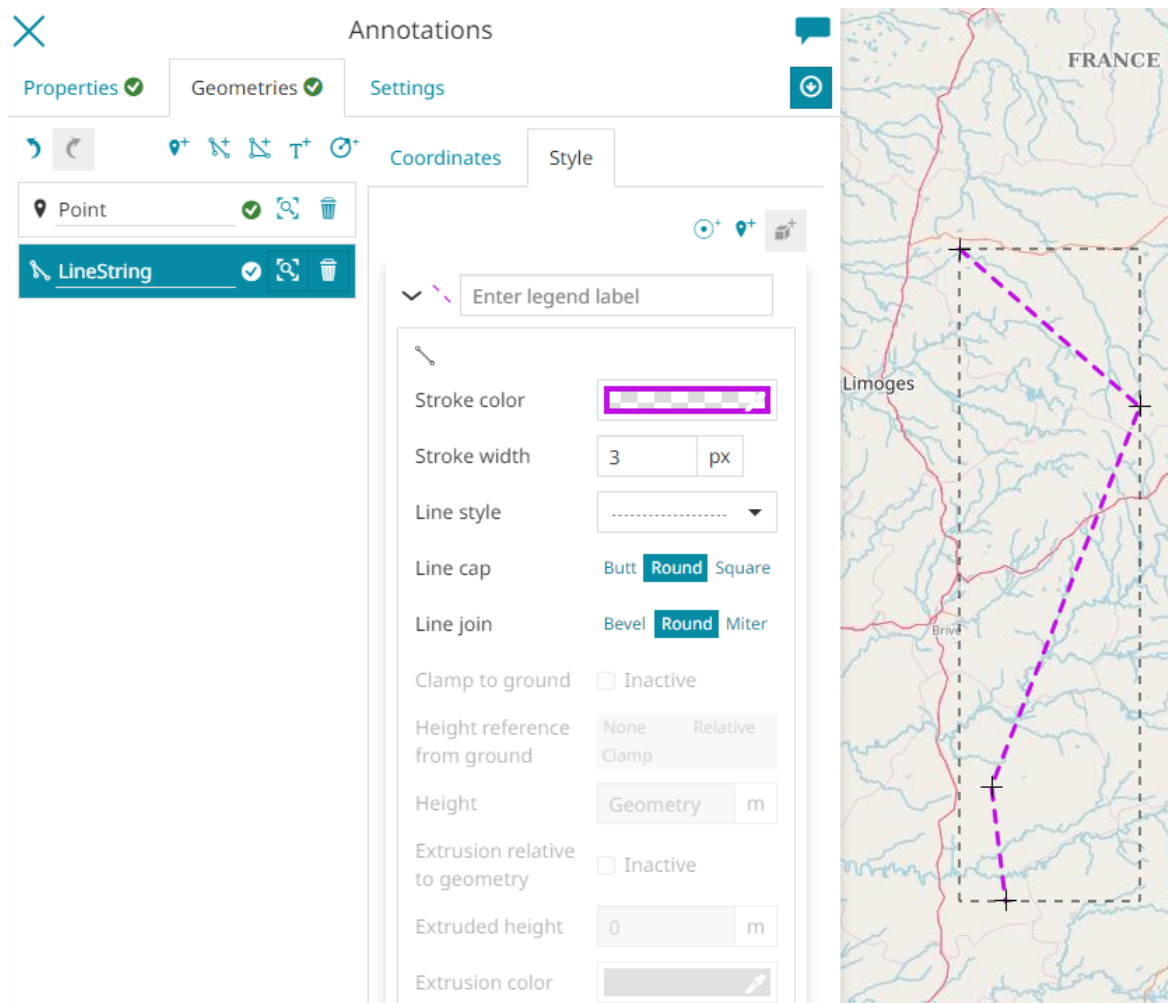 Annotations
Properties
Geometries
Settings
T+
Coordinates
Style
Point
LineString
Enter legend label
Stroke color
Stroke width
3
px
Line style
Line cap
Butt
Round
Square
Line join
Bevel
Round
Miter
Clamp to ground
Inactive
Height reference
from ground
None
Relative
Clamp
Height
Geometry
m
Extrusion relative
to geometry
Inactive
Extruded height
0
m
Extrusion color
FRANCE
Limoges
Brive